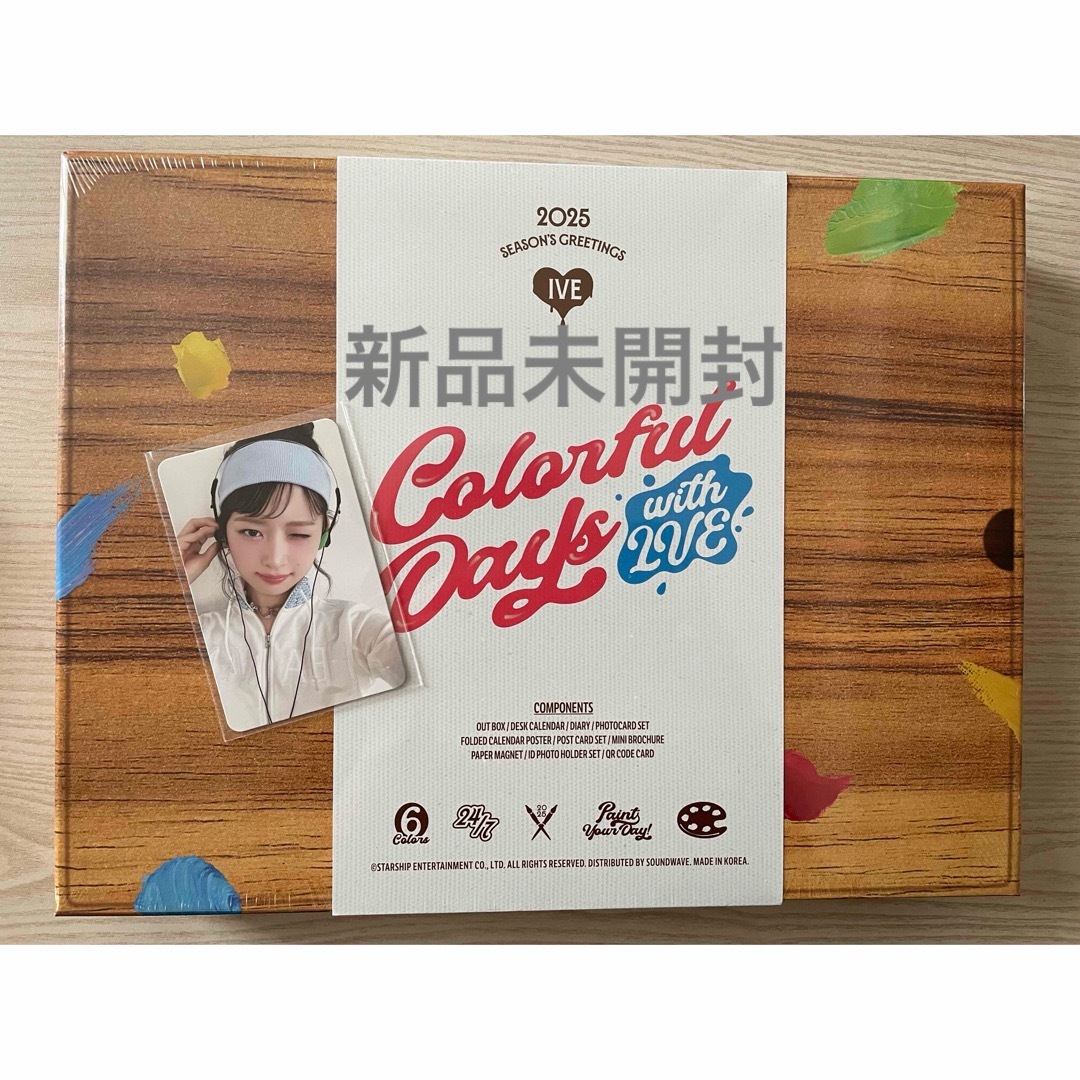 2025
SEASON'S GREETINGS
IVE
新品未開封
Colorful
Days
with
IVE
COMPONENTS
OUT BOX / DESK CALENDAR / DIARY / PHOTOCARD SET
FOLDED CALENDAR POSTER / POST CARD SET / MINI BROCHURE
PAPER MAGNET / ID PHOTO HOLDER SET / QR CODE CARD
6
Colors
24/7
20
25
Paint
Your Day!
©STARSHIP ENTERTAINMENT CO., LTD. ALL RIGHTS RESERVED. DISTRIBUTED BY SOUNDWAVE. MADE IN KOREA.